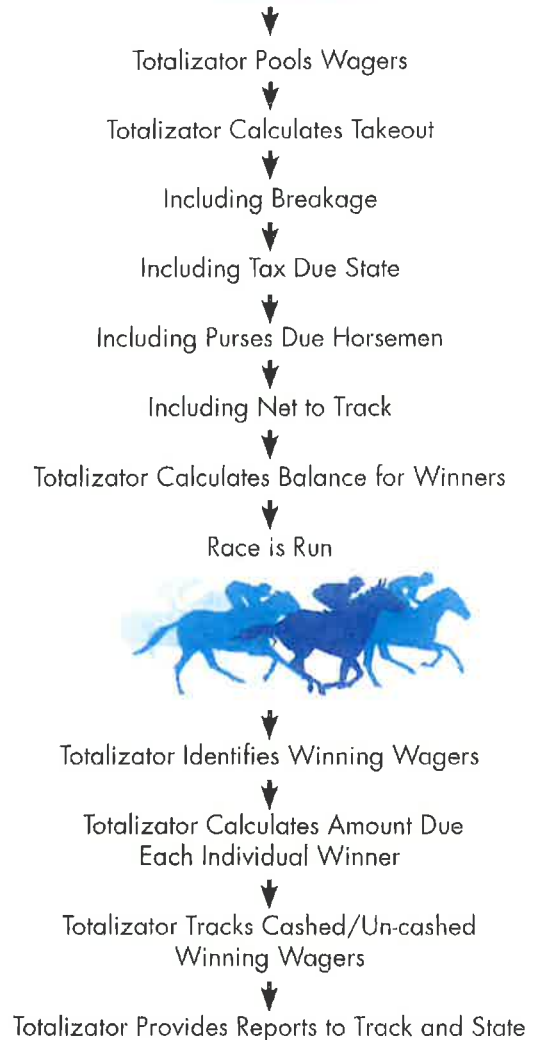 Totalizator Pools Wagers
Totalizator Calculates Takeout
Including Breakage
Including Tax Due State
Including Purses Due Horsemen
Including Net to Track
Totalizator Calculates Balance for Winners
Race is Run
Totalizator Identifies Winning Wagers
Totalizator Calculates Amount Due
Each Individual Winner
Totalizator Tracks Cashed/Un-cashed
Winning Wagers
Totalizator Provides Reports to Track and State